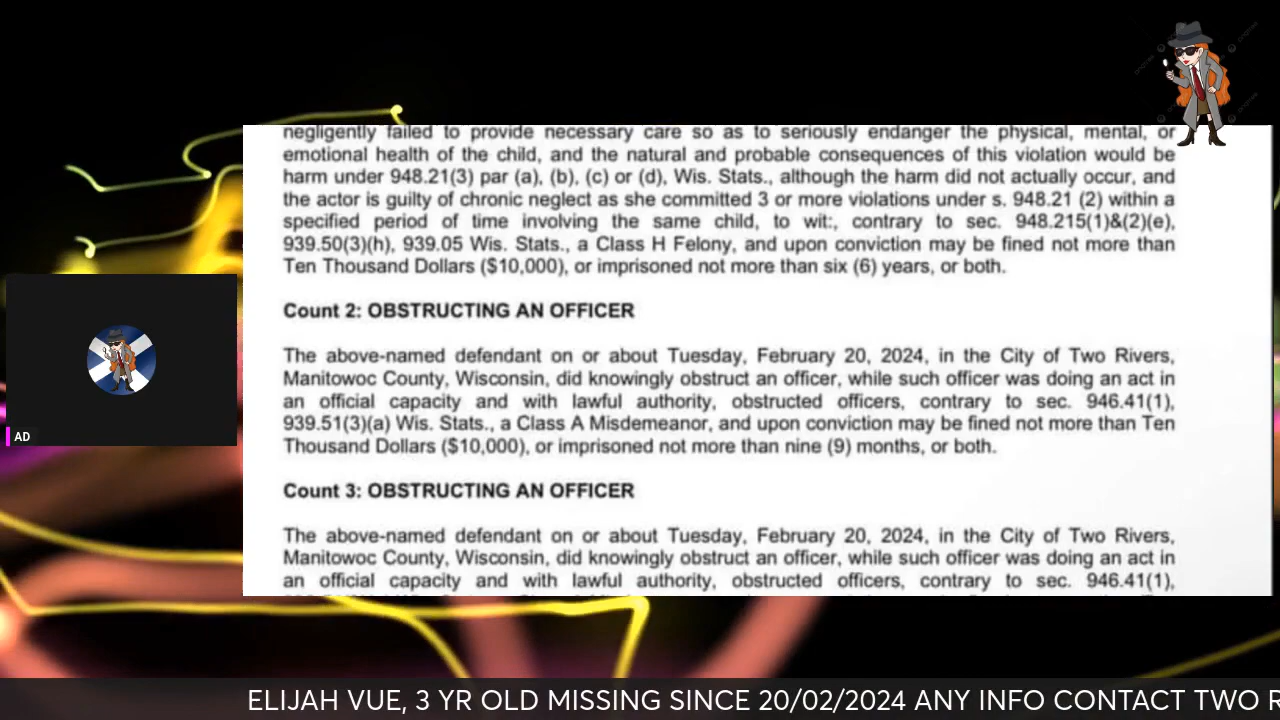 negligently failed to provide necessary care so as to seriously endanger the physical, mental, or
emotional health of the child, and the natural and probable consequences of this violation would be
harm under 948.21(3) par (a), (b), (c) or (d), Wis. Stats., although the harm did not actually occur, and
the actor is guilty of chronic neglect as she committed 3 or more violations under s. 948.21 (2) within a
specified period of time involving the same child, to wit:, contrary to sec. 948.215(1)&(2)(e),
939.50(3)(h), 939.05 Wis. Stats., a Class H Felony, and upon conviction may be fined not more than
Ten Thousand Dollars ($10,000), or imprisoned not more than six (6) years, or both.
Count 2: OBSTRUCTING AN OFFICER
The above-named defendant on or about Tuesday, February 20, 2024, in the City of Two Rivers,
Manitowoc County, Wisconsin, did knowingly obstruct an officer, while such officer was doing an act in
an official capacity and with lawful authority, obstructed officers, contrary to sec. 946.41(1),
939.51(3)(a) Wis. Stats., a Class A Misdemeanor, and upon conviction may be fined not more than Ten
Thousand Dollars ($10,000), or imprisoned not more than nine (9) months, or both.
Count 3: OBSTRUCTING AN OFFICER
The above-named defendant on or about Tuesday, February 20, 2024, in the City of Two Rivers,
Manitowoc County, Wisconsin, did knowingly obstruct an officer, while such officer was doing an act in
an official capacity and with lawful authority, obstructed officers, contrary to sec. 946.41(1),
AD
ELIJAH VUE, 3 YR OLD MISSING SINCE 20/02/2024 ANY INFO CONTACT TWO R